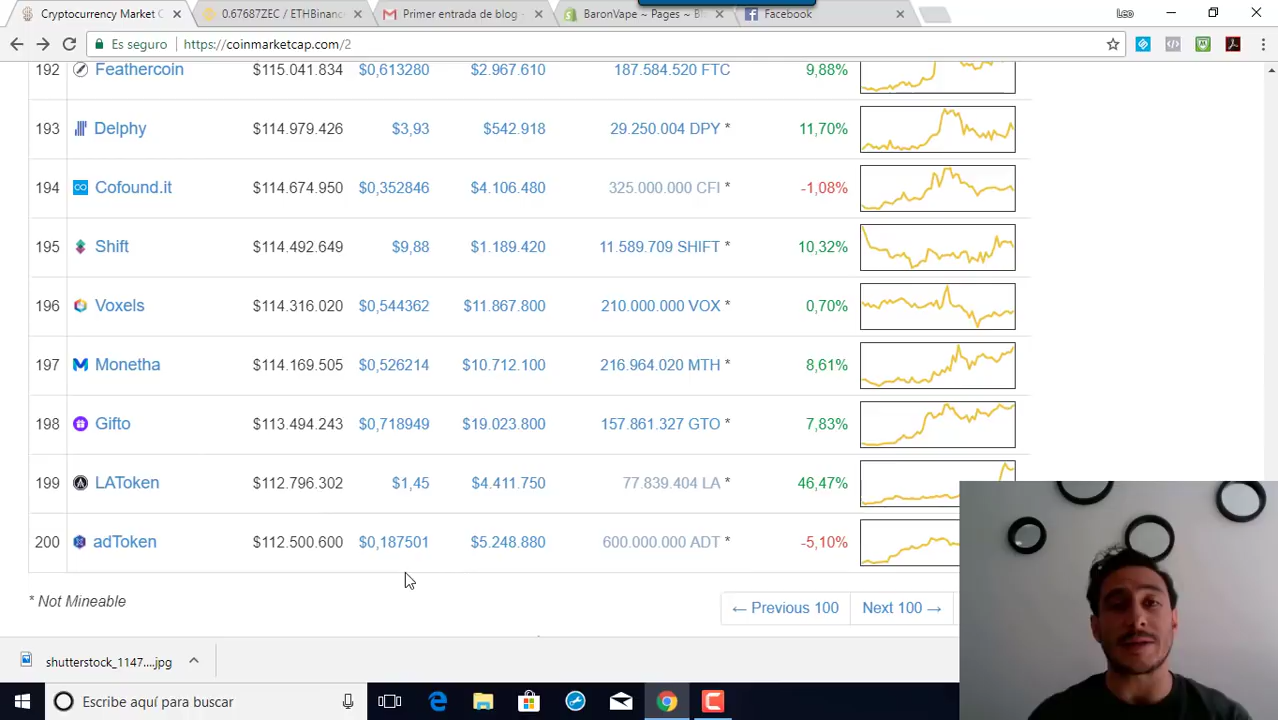 Cryptocurrency Market C
0.67687ZEC / ETHBinanc
Primer entrada de blog -
BaronVape ~ Pages ~ Bl
Facebook
Leo
Es seguro
https://coinmarketcap.com/2
192 Feathercoin $115.041.834 $0,613280 $2.967.610 187.584.520 FTC 9,88%
193 Delphy $114.979.426 $3,93 $542.918 29.250.004 DPY * 11,70%
194 Cofound.it $114.674.950 $0,352846 $4.106.480 325.000.000 CFI * -1,08%
195 Shift $114.492.649 $9,88 $1.189.420 11.589.709 SHIFT * 10,32%
196 Voxels $114.316.020 $0,544362 $11.867.800 210.000.000 VOX * 0,70%
197 Monetha $114.169.505 $0,526214 $10.712.100 216.964.020 MTH * 8,61%
198 Gifto $113.494.243 $0,718949 $19.023.800 157.861.327 GTO * 7,83%
199 LAToken $112.796.302 $1,45 $4.411.750 77.839.404 LA * 46,47%
200 adToken $112.500.600 $0,187501 $5.248.880 600.000.000 ADT * -5,10%
* Not Mineable
← Previous 100
Next 100 →
shutterstock_1147....jpg
Escribe aquí para buscar